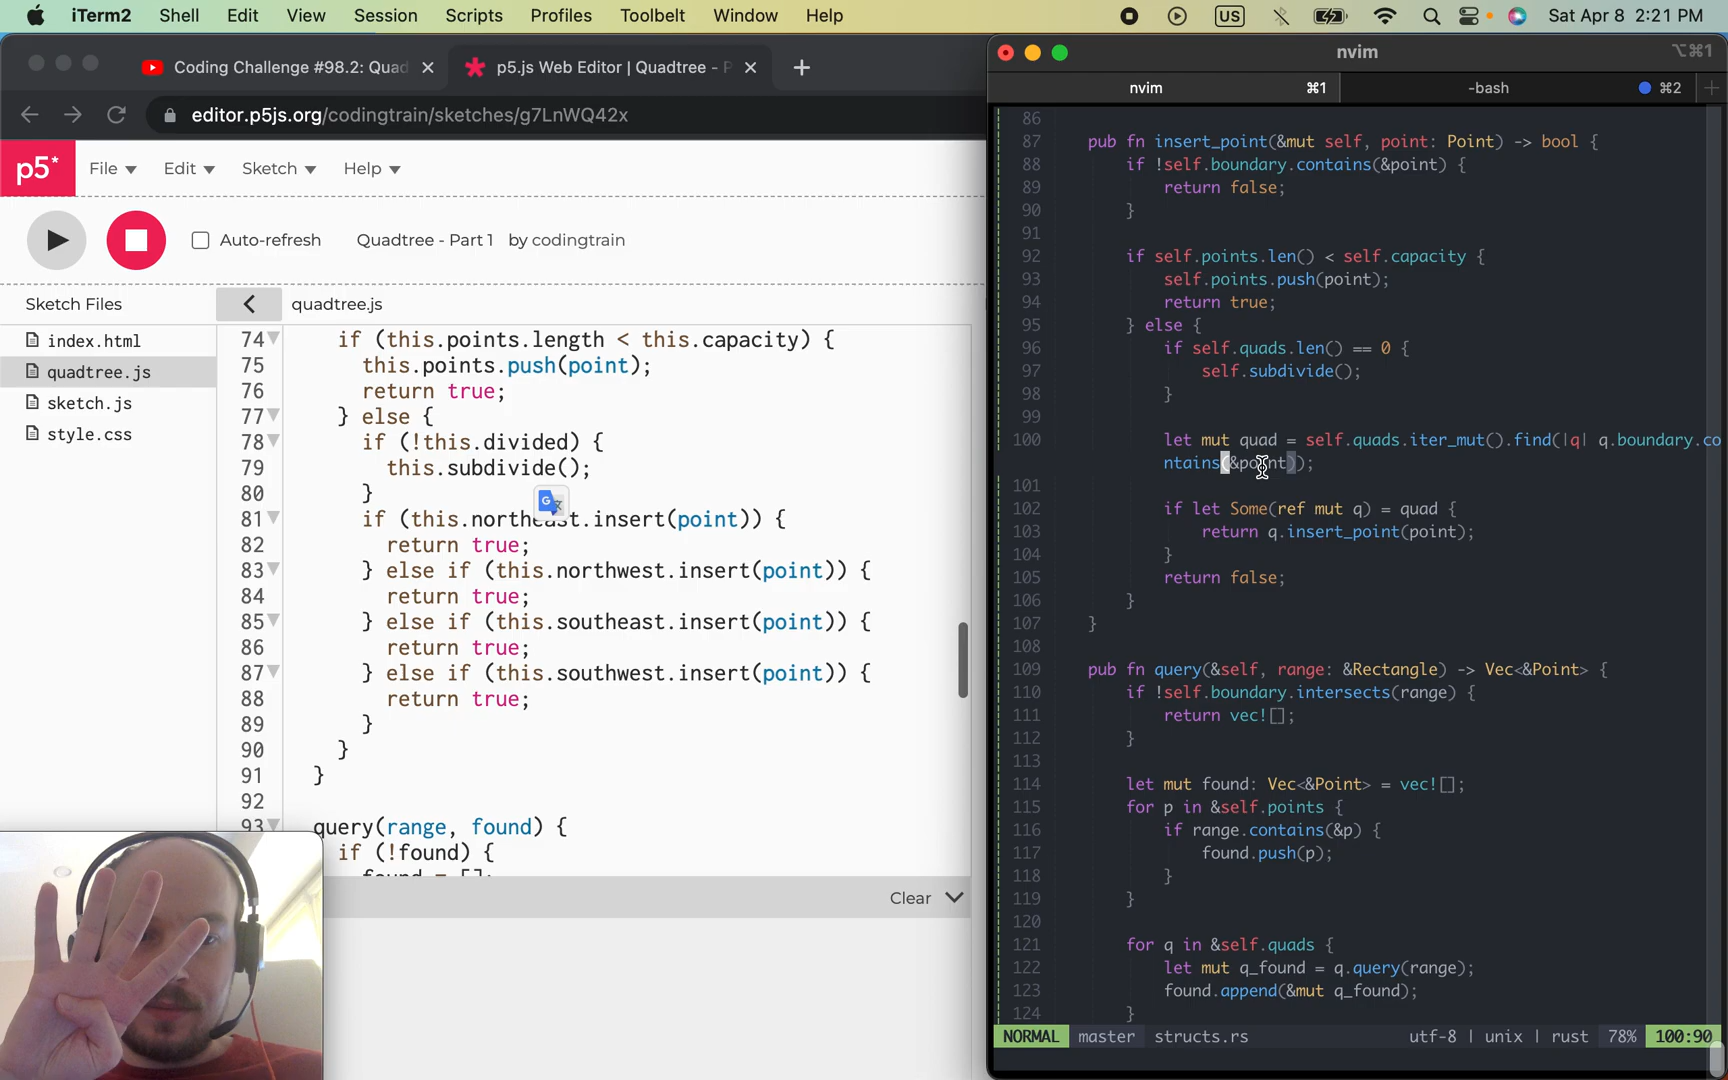 iTerm2 Shell Edit View Session Scripts Profiles Toolbelt Window Help US Sat Apr 8 2:21 PM
Coding Challenge #98.2: Quad
p5.js Web Editor | Quadtree - P
editor.p5js.org/codingtrain/sketches/g7LnWQ42x
p5* File Edit Sketch Help
Auto-refresh Quadtree - Part 1 by codingtrain
Sketch Files
quadtree.js
index.html
quadtree.js
sketch.js
style.css
74 if (this.points.length < this.capacity) {
75 this.points.push(point);
76 return true;
77 } else {
78 if (!this.divided) {
79 this.subdivide();
80 }
81 if (this.northeast.insert(point)) {
82 return true;
83 } else if (this.northwest.insert(point)) {
84 return true;
85 } else if (this.southeast.insert(point)) {
86 return true;
87 } else if (this.southwest.insert(point)) {
88 return true;
89 }
90 }
91 }
92
93 query(range, found) {
if (!found) {
found = [];
Clear
nvim ⌥⌘1
nvim ⌘1 -bash ⌘2
86
87 pub fn insert_point(&mut self, point: Point) -> bool {
88 if !self.boundary.contains(&point) {
89 return false;
90 }
91
92 if self.points.len() < self.capacity {
93 self.points.push(point);
94 return true;
95 } else {
96 if self.quads.len() == 0 {
97 self.subdivide();
98 }
99
100 let mut quad = self.quads.iter_mut().find(|q| q.boundary.co
ntains(&point));
101
102 if let Some(ref mut q) = quad {
103 return q.insert_point(point);
104 }
105 return false;
106 }
107 }
108
109 pub fn query(&self, range: &Rectangle) -> Vec<&Point> {
110 if !self.boundary.intersects(range) {
111 return vec![];
112 }
113
114 let mut found: Vec<&Point> = vec![];
115 for p in &self.points {
116 if range.contains(&p) {
117 found.push(p);
118 }
119 }
120
121 for q in &self.quads {
122 let mut q_found = q.query(range);
123 found.append(&mut q_found);
124 }
NORMAL master structs.rs utf-8 | unix | rust 78% 100:90